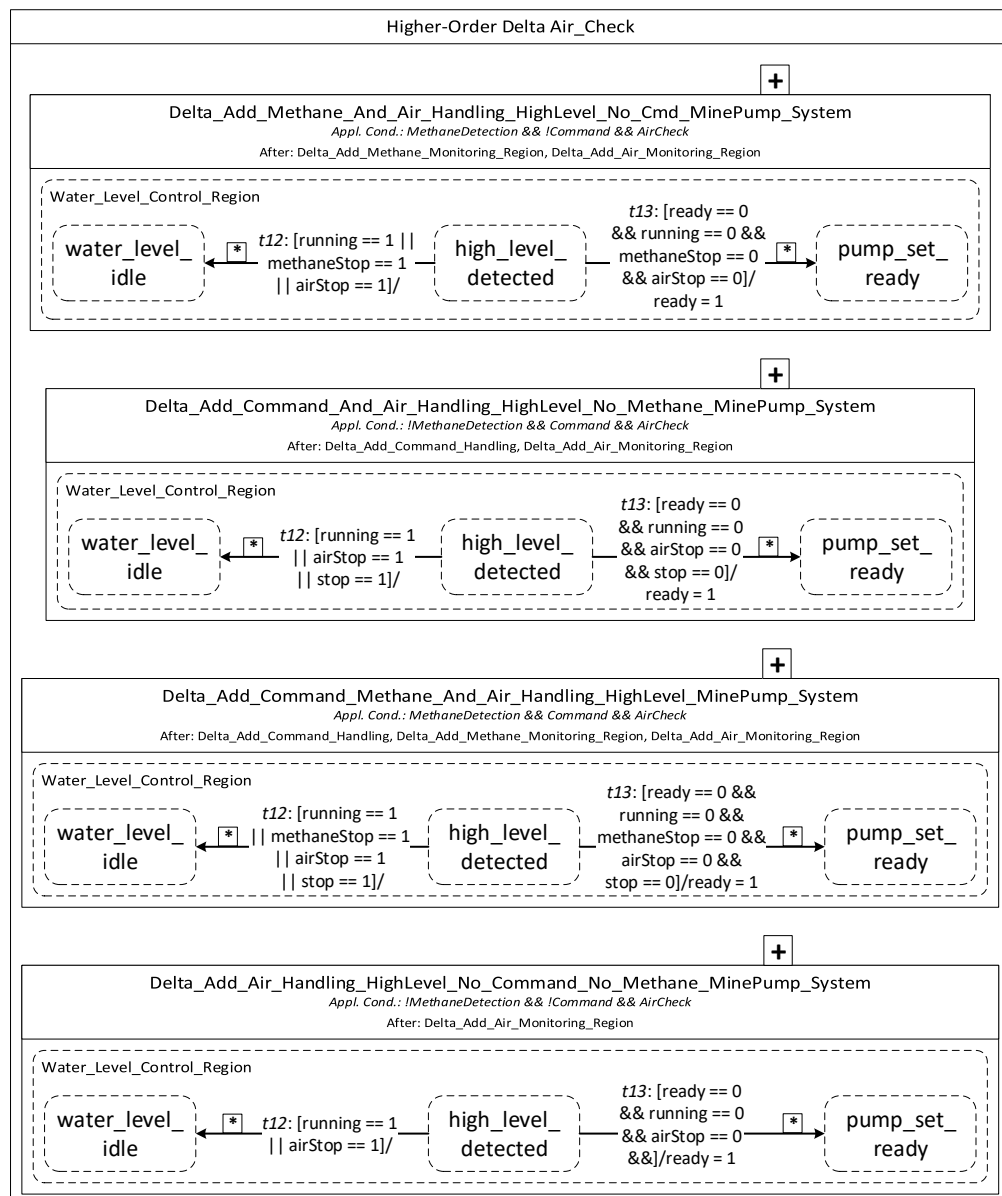 Higher-Order Delta Air_Check
+
Delta_Add_Methane_And_Air_Handling_HighLevel_No_Cmd_MinePump_System
Appl. Cond.: MethaneDetection && !Command && AirCheck
After: Delta_Add_Methane_Monitoring_Region, Delta_Add_Air_Monitoring_Region
Water_Level_Control_Region
water_level_
idle
*
t12: [running == 1 ||
methaneStop == 1
|| airStop == 1]/
high_level_
detected
t13: [ready == 0
&& running == 0 &&
methaneStop == 0
&& airStop == 0]/
ready = 1
*
pump_set_
ready
+
Delta_Add_Command_And_Air_Handling_HighLevel_No_Methane_MinePump_System
Appl. Cond.: !MethaneDetection && Command && AirCheck
After: Delta_Add_Command_Handling, Delta_Add_Air_Monitoring_Region
Water_Level_Control_Region
water_level_
idle
*
t12: [running == 1
|| airStop == 1
|| stop == 1]/
high_level_
detected
t13: [ready == 0
&& running == 0
&& airStop == 0
&& stop == 0]/
ready = 1
*
pump_set_
ready
+
Delta_Add_Command_Methane_And_Air_Handling_HighLevel_MinePump_System
Appl. Cond.: MethaneDetection && Command && AirCheck
After: Delta_Add_Command_Handling, Delta_Add_Methane_Monitoring_Region, Delta_Add_Air_Monitoring_Region
Water_Level_Control_Region
water_level_
idle
*
t12: [running == 1
|| methaneStop == 1
|| airStop == 1
|| stop == 1]/
high_level_
detected
t13: [ready == 0 &&
running == 0 &&
methaneStop == 0 &&
airStop == 0 &&
stop == 0]/ready = 1
*
pump_set_
ready
+
Delta_Add_Air_Handling_HighLevel_No_Command_No_Methane_MinePump_System
Appl. Cond.: !MethaneDetection && !Command && AirCheck
After: Delta_Add_Air_Monitoring_Region
Water_Level_Control_Region
water_level_
idle
*
t12: [running == 1
|| airStop == 1]/
high_level_
detected
t13: [ready == 0
&& running == 0
&& airStop == 0
&&]/ready = 1
*
pump_set_
ready